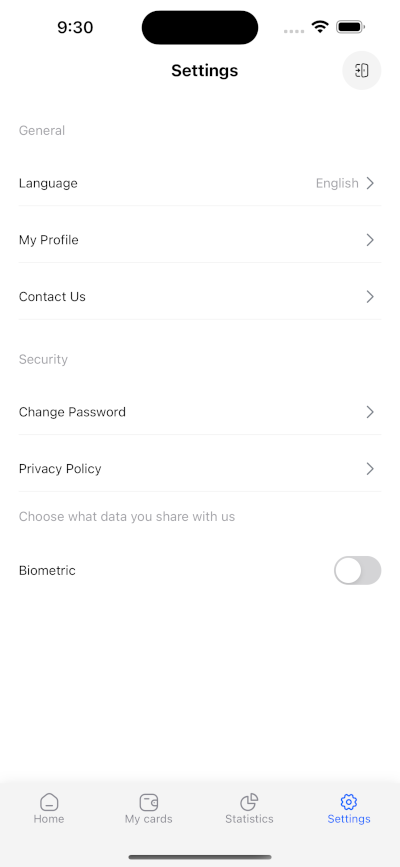 9:30
Settings
General
Language English
My Profile
Contact Us
Security
Change Password
Privacy Policy
Choose what data you share with us
Biometric
Home My cards Statistics Settings